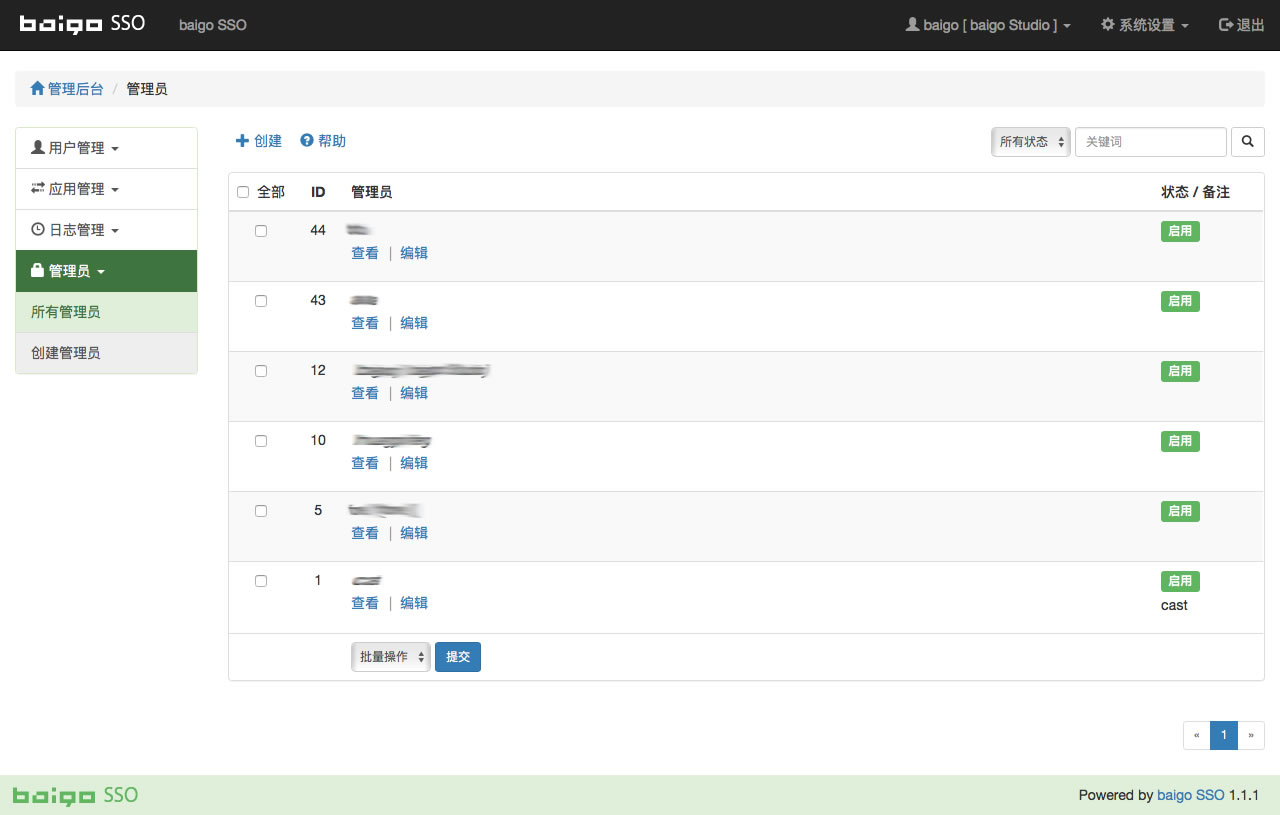 baigo SSO baigo SSO baigo [ baigo Studio ] 系统设置 退出
管理后台 / 管理员
用户管理
应用管理
日志管理
管理员
所有管理员
创建管理员
创建 帮助 所有状态 关键词
全部 ID 管理员 状态 / 备注
44 启用
查看 | 编辑
43 启用
查看 | 编辑
12 启用
查看 | 编辑
10 启用
查看 | 编辑
5 启用
查看 | 编辑
1 启用
查看 | 编辑 cast
批量操作 提交
« 1 »
baigo SSO Powered by baigo SSO 1.1.1